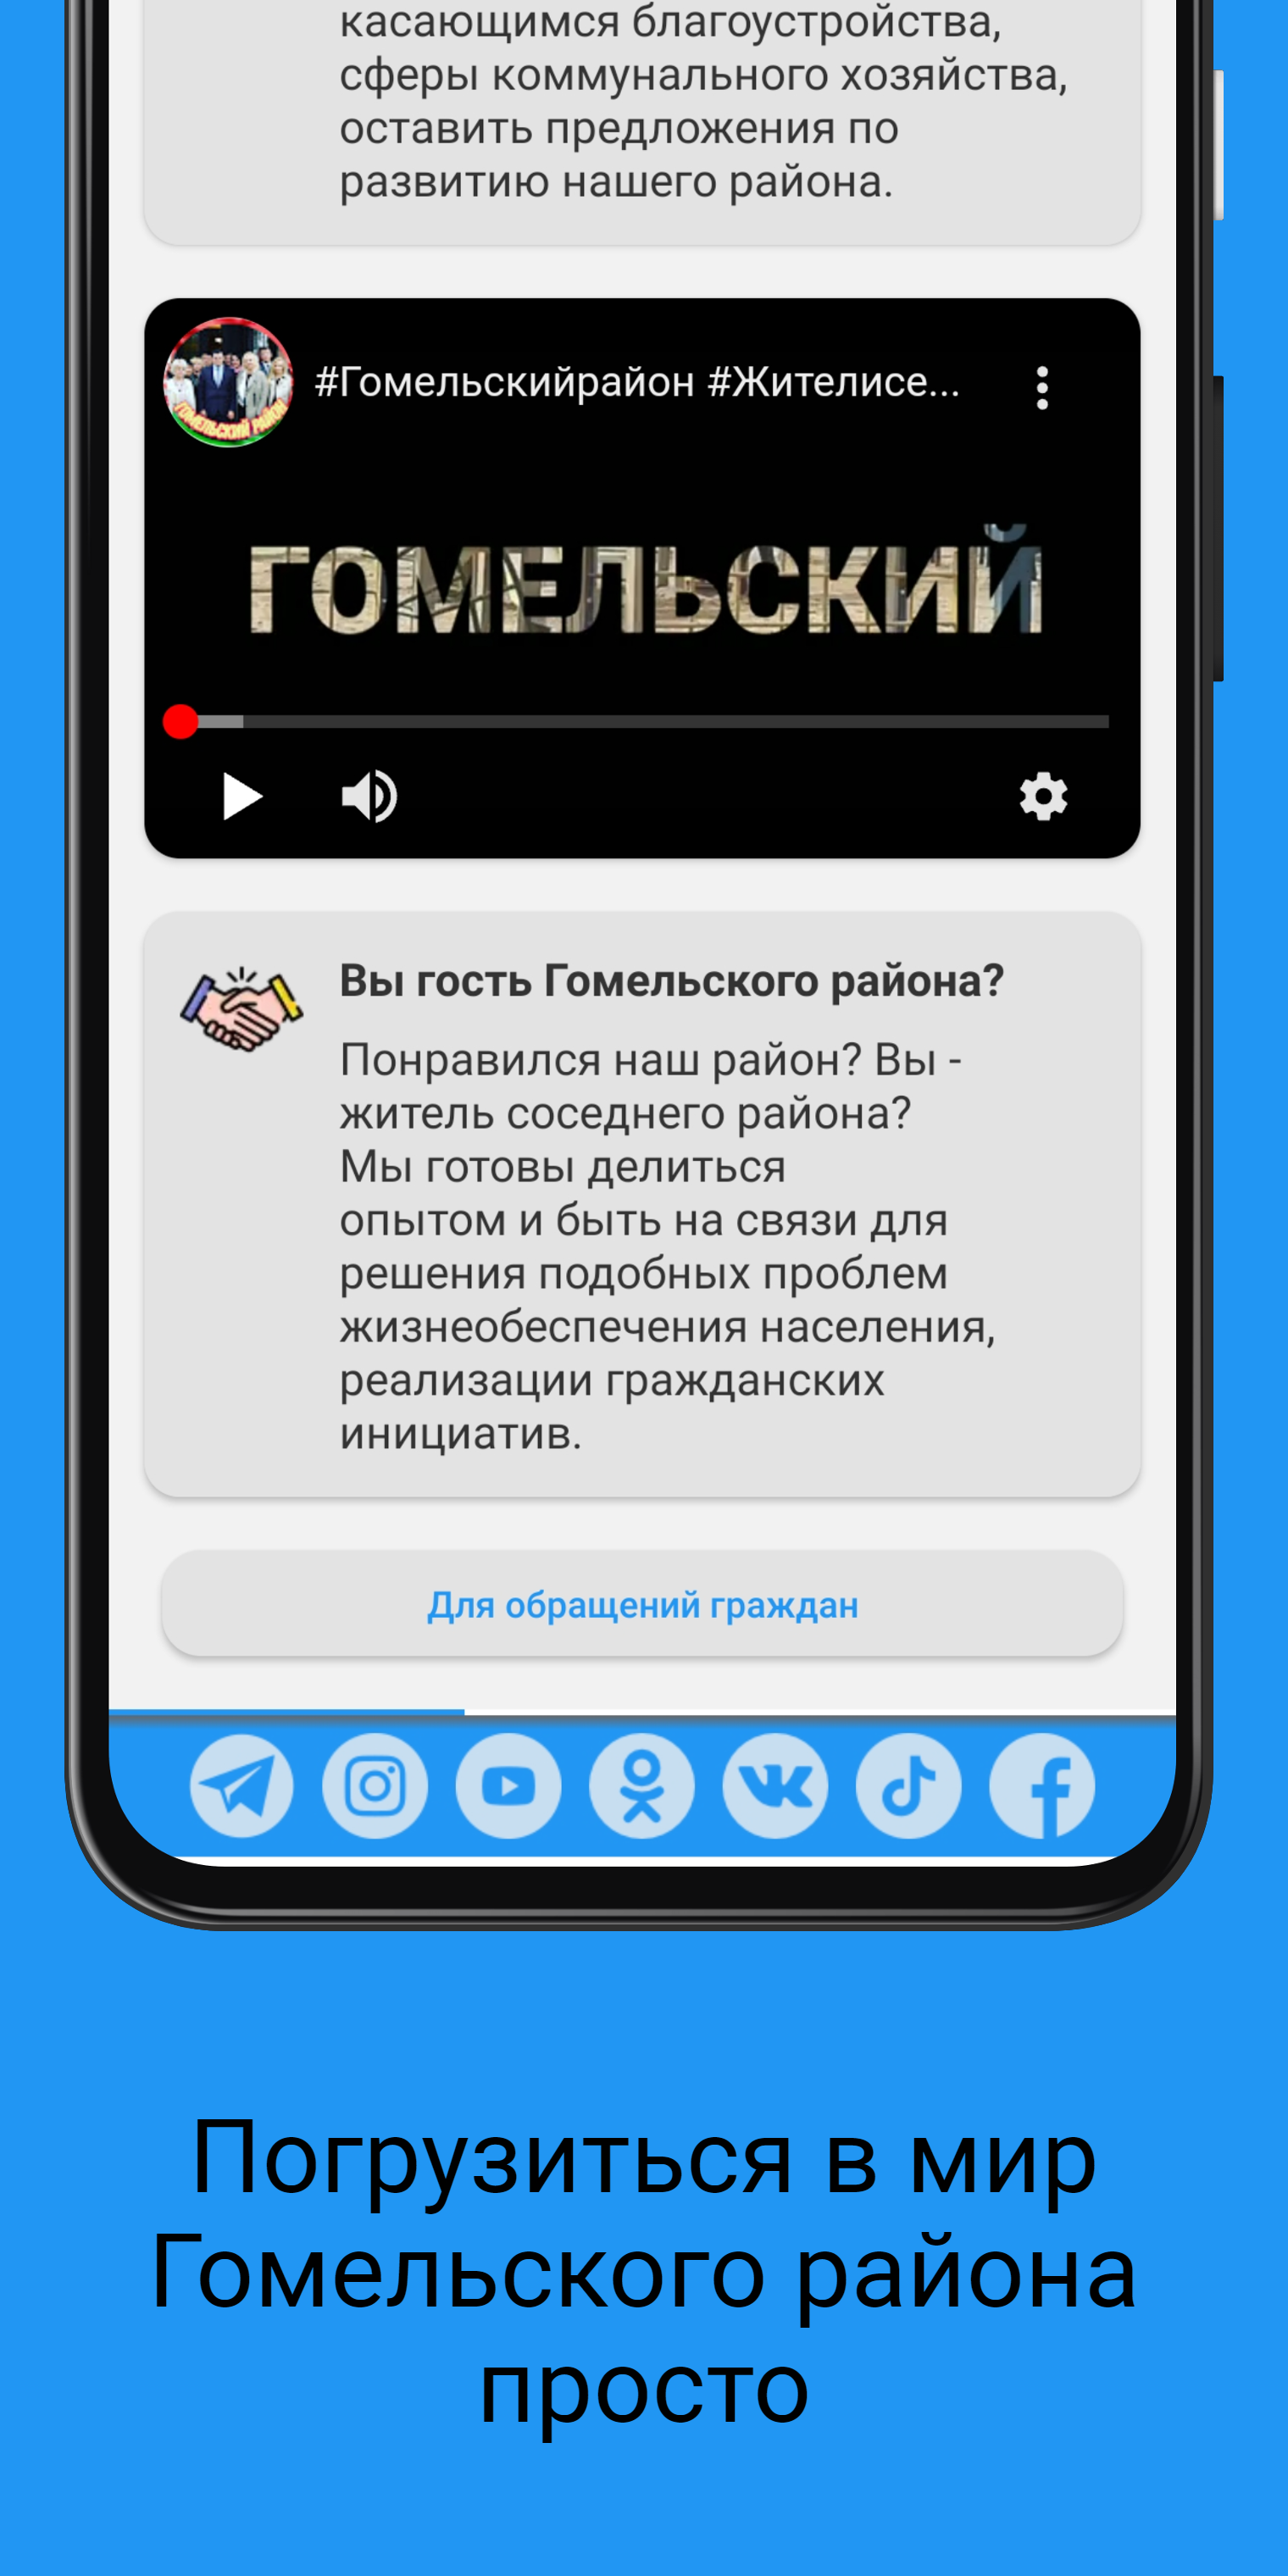 касающимся благоустройства,
сферы коммунального хозяйства,
оставить предложения по
развитию нашего района.
#Гомельскийрайон #Жителисе...
ГОМЕЛЬСКИЙ РАЙОН
ГОМЕЛЬСКИЙ
Вы гость Гомельского района?
Понравился наш район? Вы -
житель соседнего района?
Мы готовы делиться
опытом и быть на связи для
решения подобных проблем
жизнеобеспечения населения,
реализации гражданских
инициатив.
Для обращений граждан
Погрузиться в мир
Гомельского района
просто